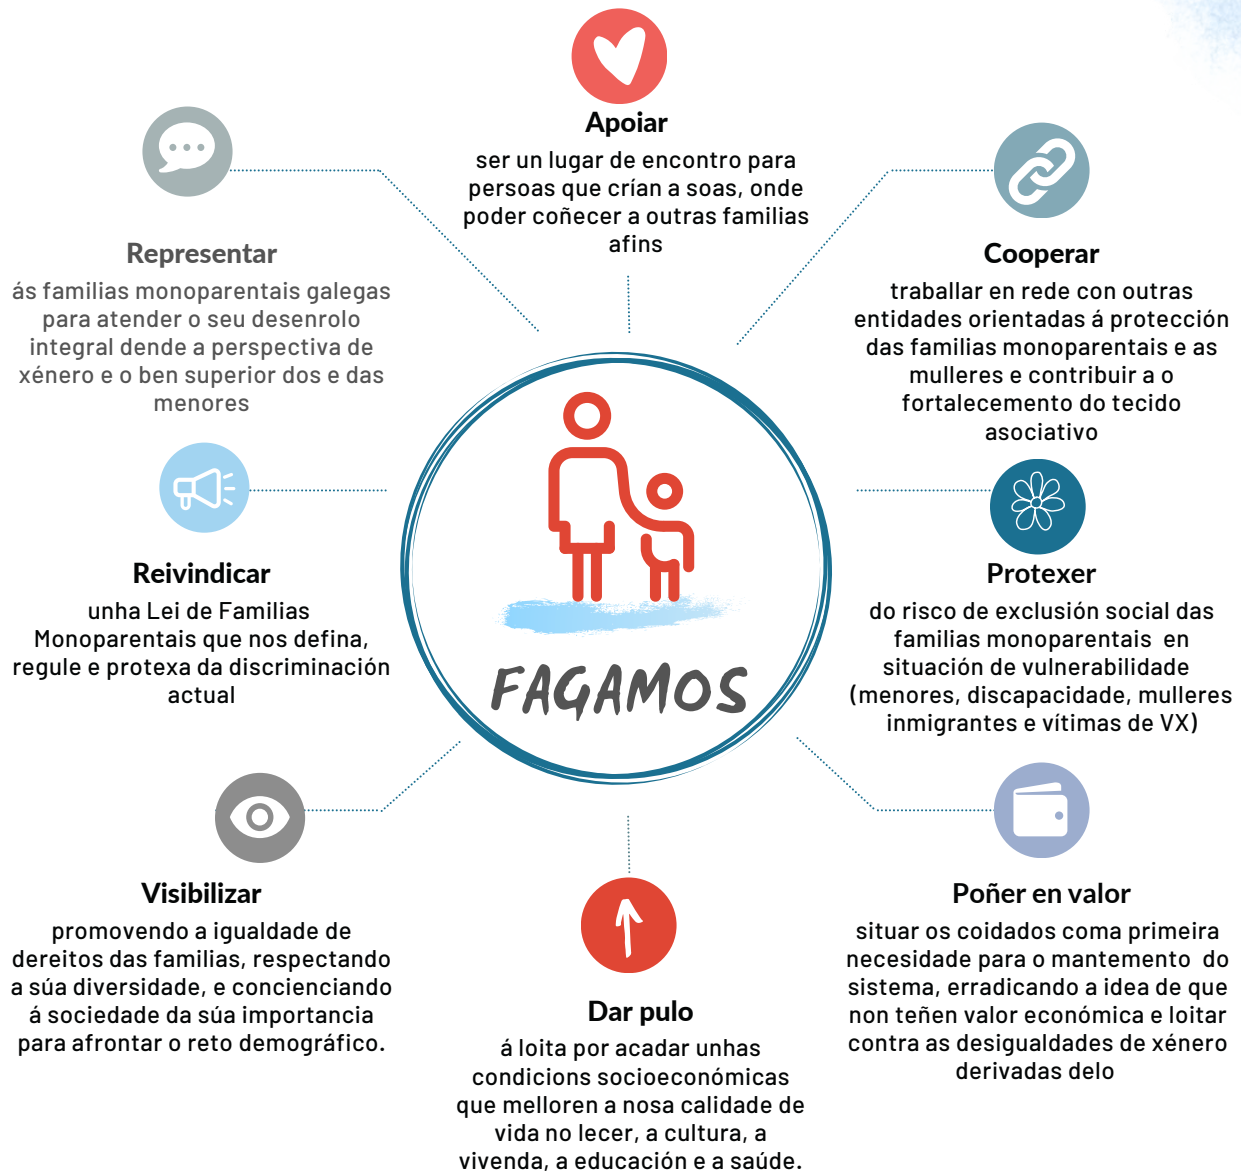 Apoiar
ser un lugar de encontro para
persoas que crían a soas, onde
poder coñecer a outras familias
afins
Representar
ás familias monoparentais galegas
para atender o seu desenrolo
integral dende a perspectiva de
xénero e o ben superior dos e das
menores
Cooperar
traballar en rede con outras
entidades orientadas á protección
das familias monoparentais e as
mulleres e contribuir a o
fortalecemento do tecido
asociativo
Reivindicar
unha Lei de Familias
Monoparentais que nos defina,
regule e protexa da discriminación
actual
FAGAMOS
Protexer
do risco de exclusión social das
familias monoparentais en
situación de vulnerabilidade
(menores, discapacidade, mulleres
inmigrantes e vítimas de VX)
Visibilizar
promovendo a igualdade de
dereitos das familias, respectando
a súa diversidade, e concienciando
á sociedade da súa importancia
para afrontar o reto demográfico.
Dar pulo
á loita por acadar unhas
condicions socioeconómicas
que melloren a nosa calidade de
vida no lecer, a cultura, a
vivenda, a educación e a saúde.
Poñer en valor
situar os coidados coma primeira
necesidade para o mantemento do
sistema, erradicando a idea de que
non teñen valor económica e loitar
contra as desigualdades de xénero
derivadas delo